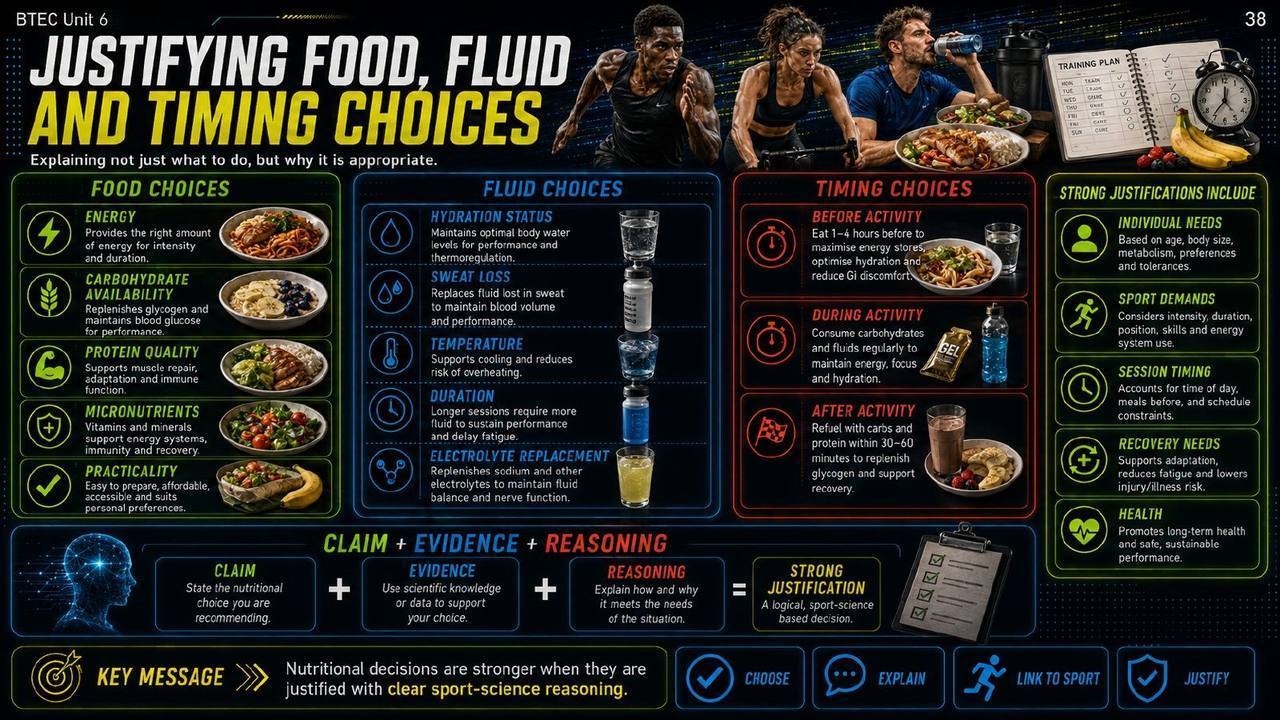 BTEC Unit 6
38
JUSTIFYING FOOD, FLUID
AND TIMING CHOICES
Explaining not just what to do, but why it is appropriate.
TRAINING PLAN
MON
TUE
WED
THU
FRI
SUN
FOOD CHOICES
ENERGY
Provides the right amount
of energy for intensity
and duration.
CARBOHYDRATE
AVAILABILITY
Replenishes glycogen and
maintains blood glucose
for performance.
PROTEIN QUALITY
Supports muscle repair,
adaptation and immune
function.
MICRONUTRIENTS
Vitamins and minerals
support energy systems,
immunity and recovery.
PRACTICALITY
Easy to prepare, affordable,
accessible and suits
personal preferences.
FLUID CHOICES
HYDRATION STATUS
Maintains optimal body water
levels for performance and
thermoregulation.
SWEAT LOSS
Replaces fluid lost in sweat
to maintain blood volume
and performance.
TEMPERATURE
Supports cooling and reduces
risk of overheating.
DURATION
Longer sessions require more
fluid to sustain performance
and delay fatigue.
ELECTROLYTE REPLACEMENT
Replenishes sodium and other
electrolytes to maintain fluid
balance and nerve function.
TIMING CHOICES
BEFORE ACTIVITY
Eat 1–4 hours before to
maximise energy stores,
optimise hydration and
reduce GI discomfort.
DURING ACTIVITY
Consume carbohydrates
and fluids regularly to
maintain energy, focus
and hydration.
GEL
AFTER ACTIVITY
Refuel with carbs and
protein within 30–60
minutes to replenish
glycogen and support
recovery.
STRONG JUSTIFICATIONS INCLUDE
INDIVIDUAL NEEDS
Based on age, body size,
metabolism, preferences
and tolerances.
SPORT DEMANDS
Considers intensity, duration,
position, skills and energy
system use.
SESSION TIMING
Accounts for time of day,
meals before, and schedule
constraints.
RECOVERY NEEDS
Supports adaptation,
reduces fatigue and lowers
injury/illness risk.
HEALTH
Promotes long-term health
and safe, sustainable
performance.
CLAIM + EVIDENCE + REASONING
CLAIM
State the nutritional
choice you are
recommending.
+
EVIDENCE
Use scientific knowledge
or data to support
your choice.
+
REASONING
Explain how and why
it meets the needs
of the situation.
=
STRONG
JUSTIFICATION
A logical, sport-science
based decision.
KEY MESSAGE
Nutritional decisions are stronger when they are
justified with clear sport-science reasoning.
CHOOSE
EXPLAIN
LINK TO SPORT
JUSTIFY